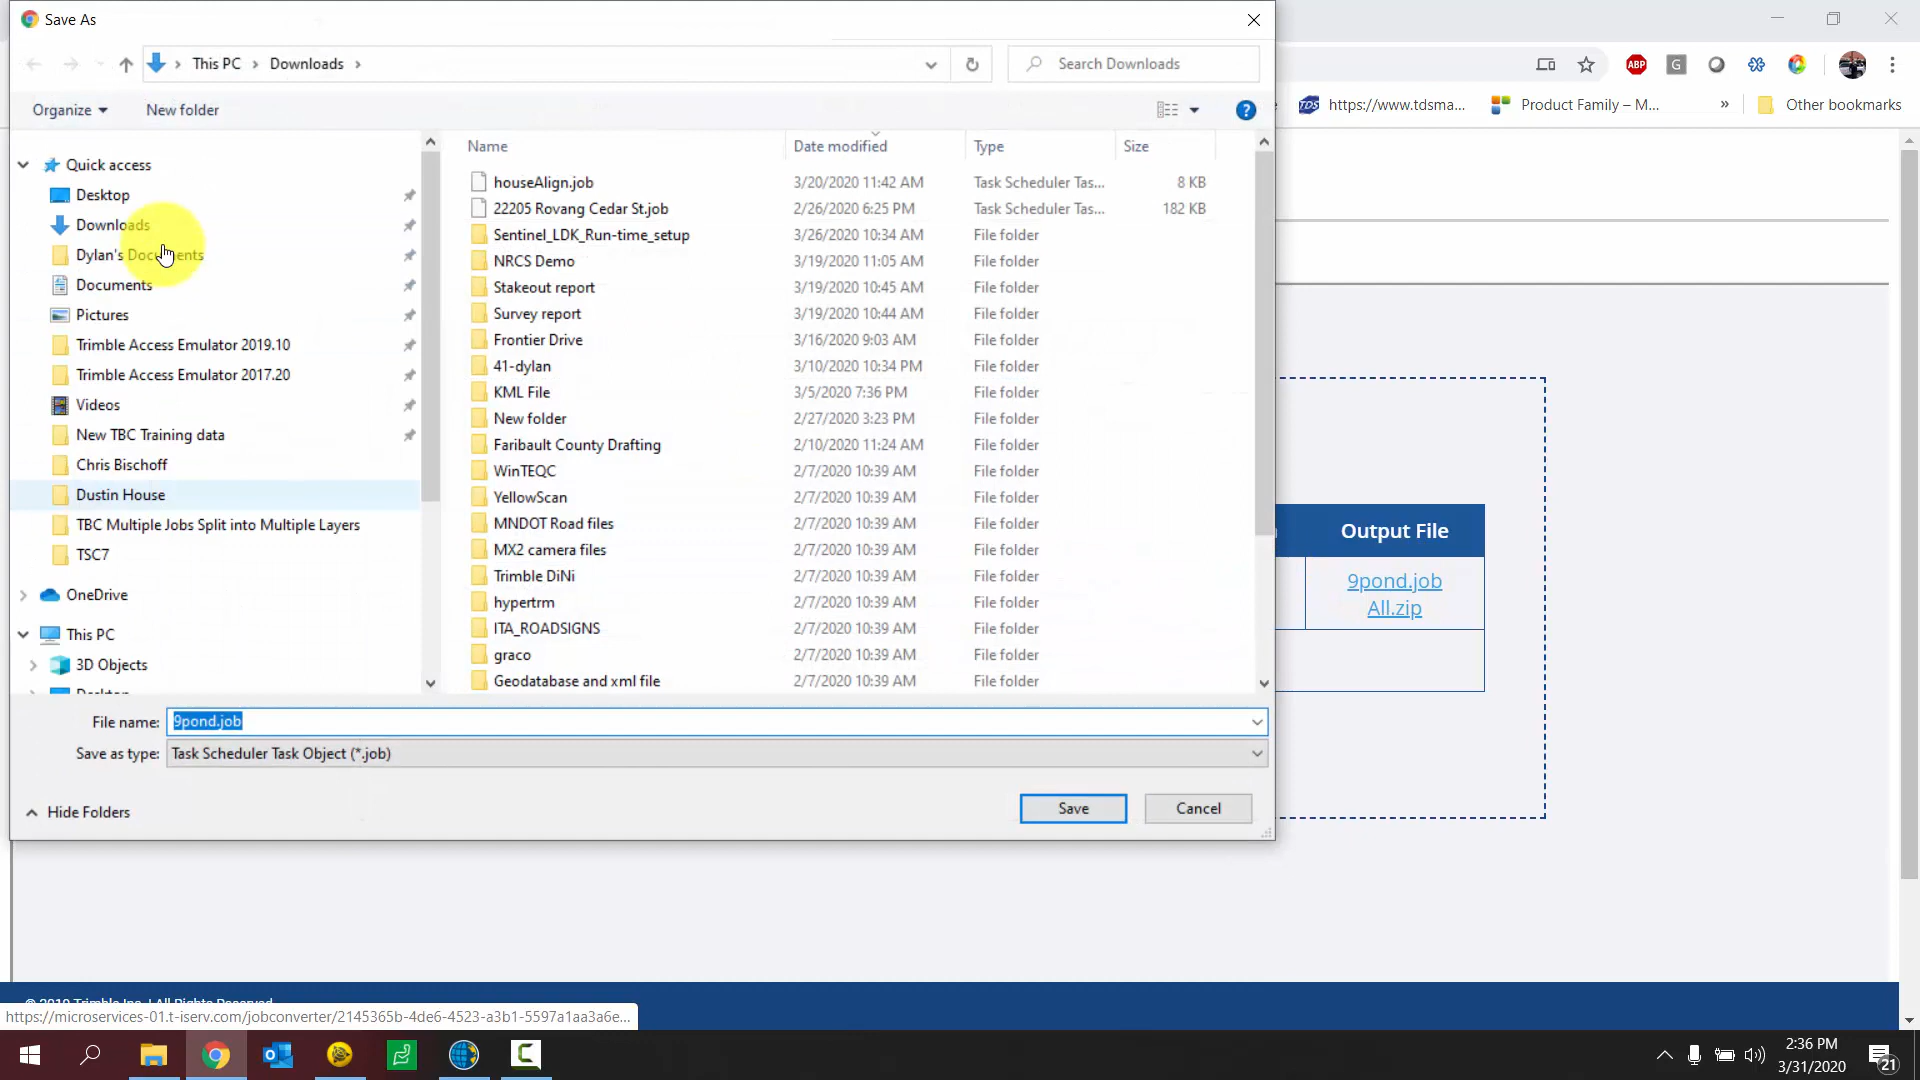 Save As
This PC
Downloads
Search Downloads
Organize
New folder
Quick access
Desktop
Downloads
Dylan's Documents
Documents
Pictures
Trimble Access Emulator 2019.10
Trimble Access Emulator 2017.20
Videos
New TBC Training data
Chris Bischoff
Dustin House
TBC Multiple Jobs Split into Multiple Layers
TSC7
OneDrive
This PC
3D Objects
Desktop
Name Date modified Type Size
houseAlign.job 3/20/2020 11:42 AM Task Scheduler Tas... 8 KB
22205 Rovang Cedar St.job 2/26/2020 6:25 PM Task Scheduler Tas... 182 KB
Sentinel_LDK_Run-time_setup 3/26/2020 10:34 AM File folder
NRCS Demo 3/19/2020 11:05 AM File folder
Stakeout report 3/19/2020 10:45 AM File folder
Survey report 3/19/2020 10:44 AM File folder
Frontier Drive 3/16/2020 9:03 AM File folder
41-dylan 3/10/2020 10:34 PM File folder
KML File 3/5/2020 7:36 PM File folder
New folder 2/27/2020 3:23 PM File folder
Faribault County Drafting 2/10/2020 11:24 AM File folder
WinTEQC 2/7/2020 10:39 AM File folder
YellowScan 2/7/2020 10:39 AM File folder
MNDOT Road files 2/7/2020 10:39 AM File folder
MX2 camera files 2/7/2020 10:39 AM File folder
Trimble DiNi 2/7/2020 10:39 AM File folder
hypertrm 2/7/2020 10:39 AM File folder
ITA_ROADSIGNS 2/7/2020 10:39 AM File folder
graco 2/7/2020 10:39 AM File folder
Geodatabase and xml file 2/7/2020 10:39 AM File folder
File name: 9pond.job
Save as type: Task Scheduler Task Object (*.job)
Hide Folders
Save
Cancel
ABP
G
TDS https://www.tdsma...
Product Family – M...
»
Other bookmarks
Output File
9pond.job
All.zip
© 2019 Trimble Inc. | All Rights Reserved
https://microservices-01.t-iserv.com/jobconverter/2145365b-4de6-4523-a3b1-5597a1aa3a6e...
2:36 PM
3/31/2020
21